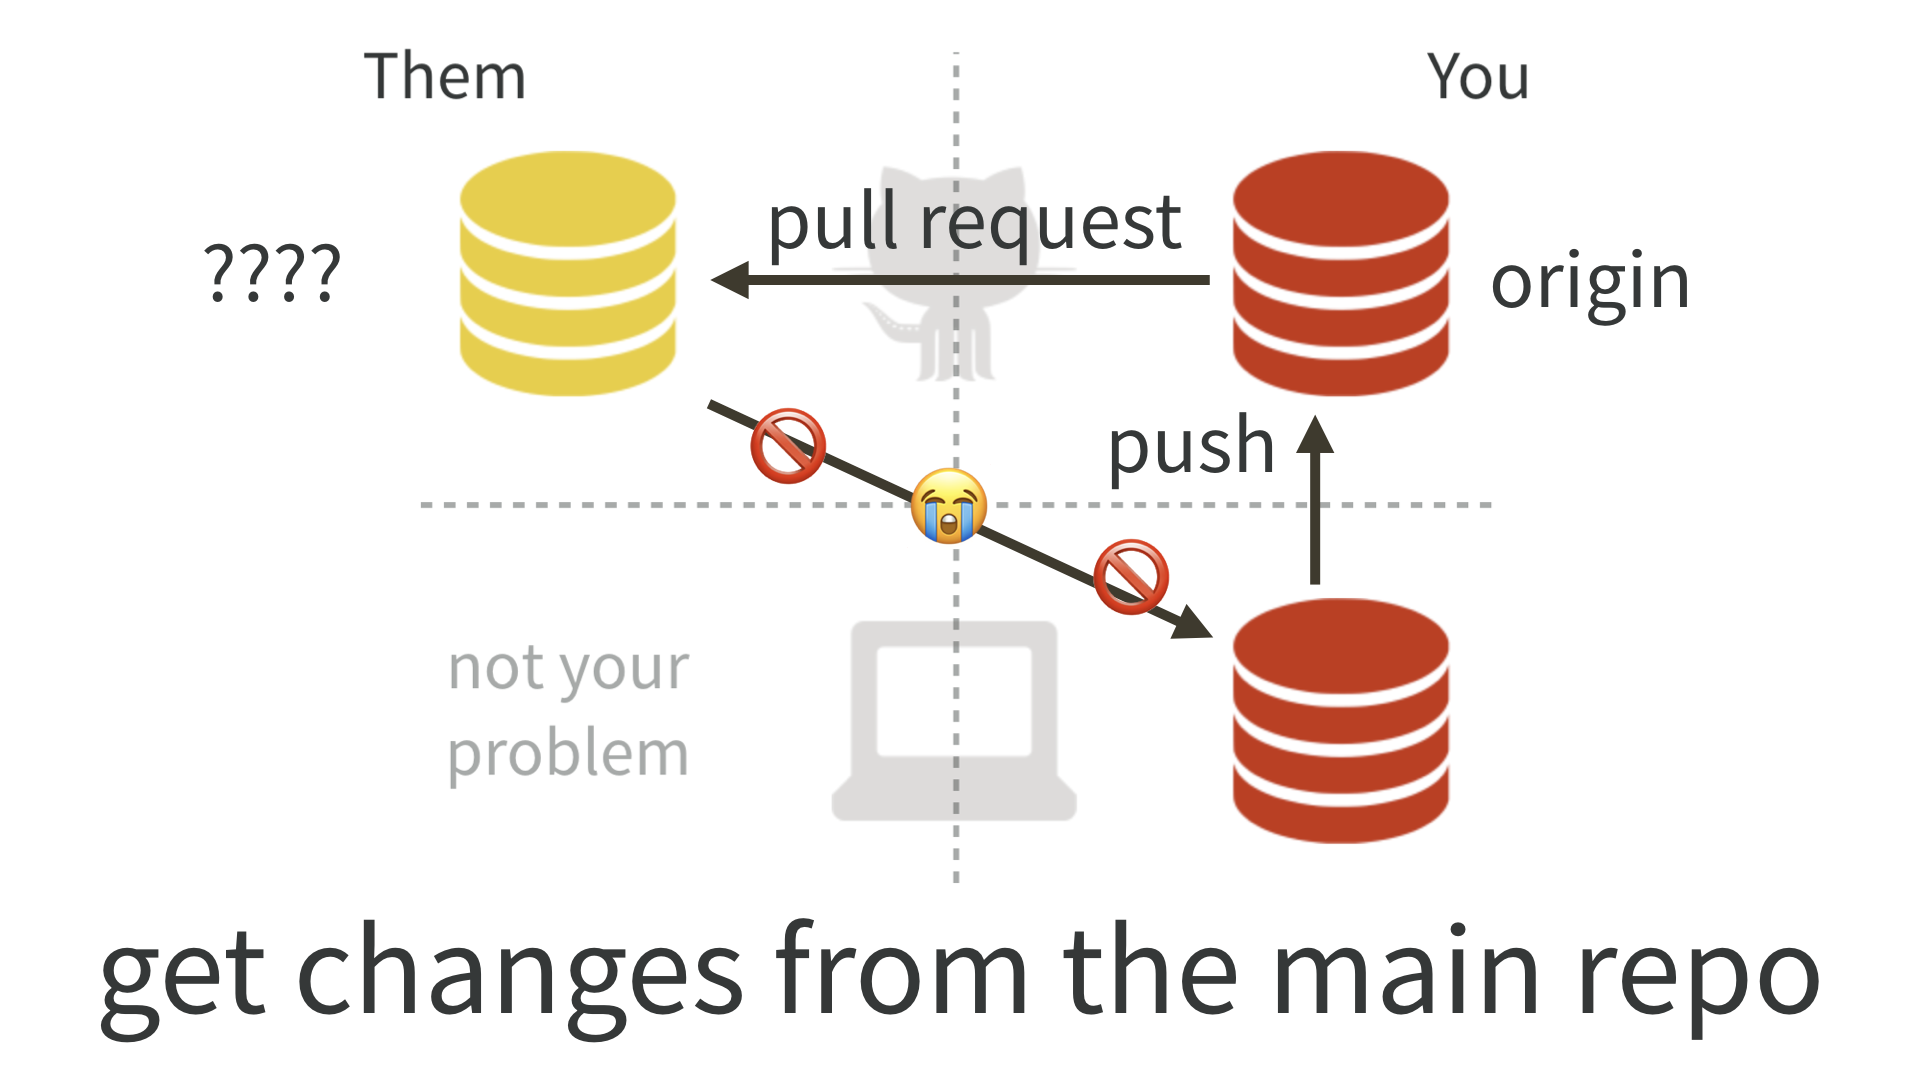 Them
You
pull request
????
origin
push
not your
problem
get changes from the main repo